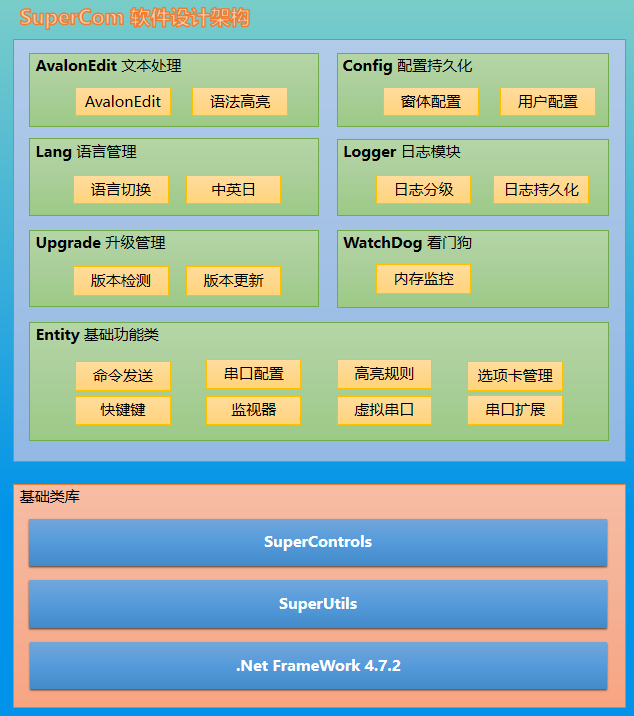 SuperCom 软件设计架构
AvalonEdit 文本处理
AvalonEdit
语法高亮
Config 配置持久化
窗体配置
用户配置
Lang 语言管理
语言切换
中英日
Logger 日志模块
日志分级
日志持久化
Upgrade 升级管理
版本检测
版本更新
WatchDog 看门狗
内存监控
Entity 基础功能类
命令发送
串口配置
高亮规则
选项卡管理
快键键
监视器
虚拟串口
串口扩展
基础类库
SuperControls
SuperUtils
.Net FrameWork 4.7.2